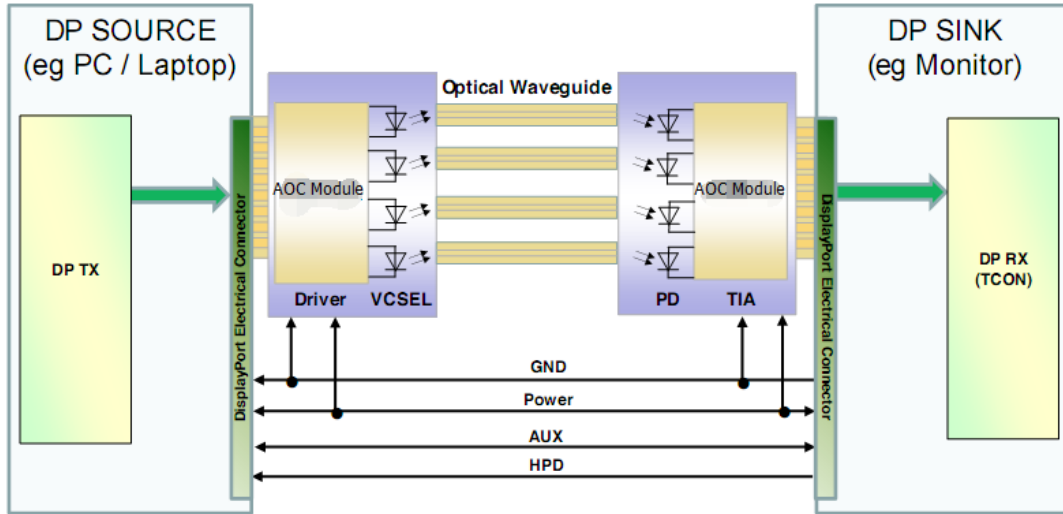 DP SOURCE
(eg PC / Laptop)
DP SINK
(eg Monitor)
Optical Waveguide
AOC Module
AOC Module
DP TX
DisplayPort Electrical Connector
DisplayPort Electrical Connector
DP RX
(TCON)
Driver
VCSEL
PD
TIA
GND
Power
AUX
HPD